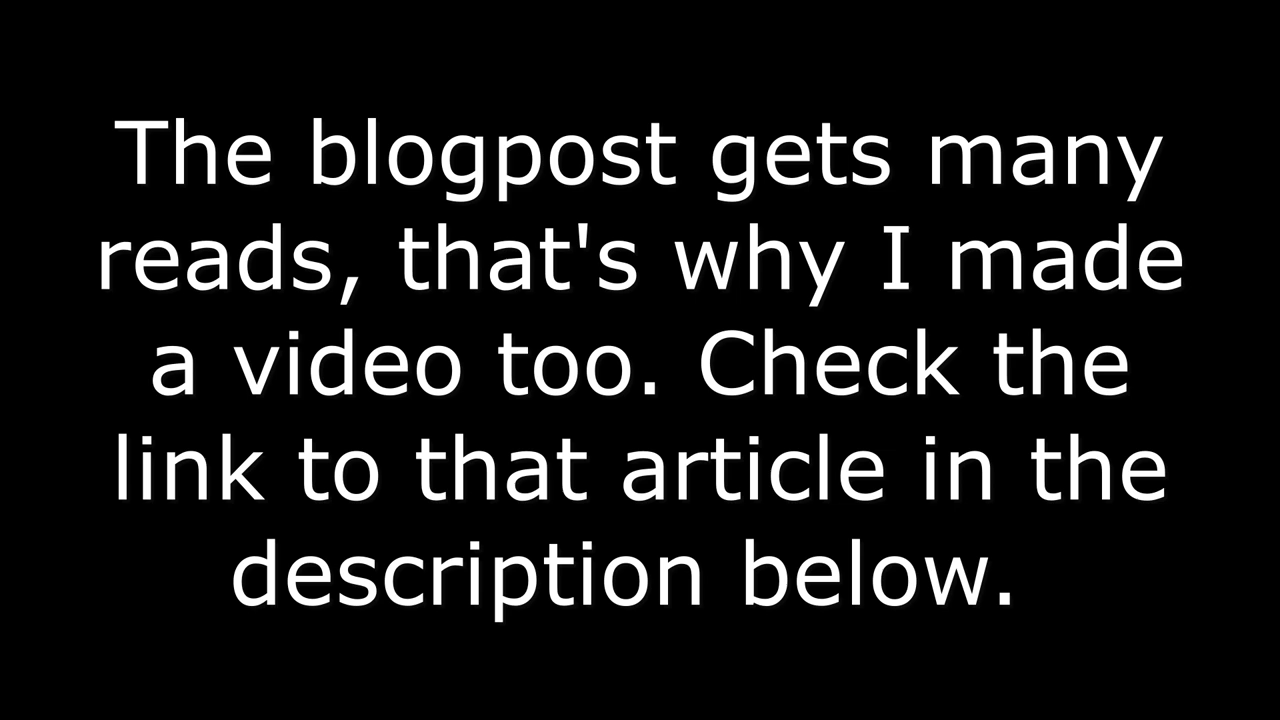 The blogpost gets many
reads, that's why I made
a video too. Check the
link to that article in the
description below.